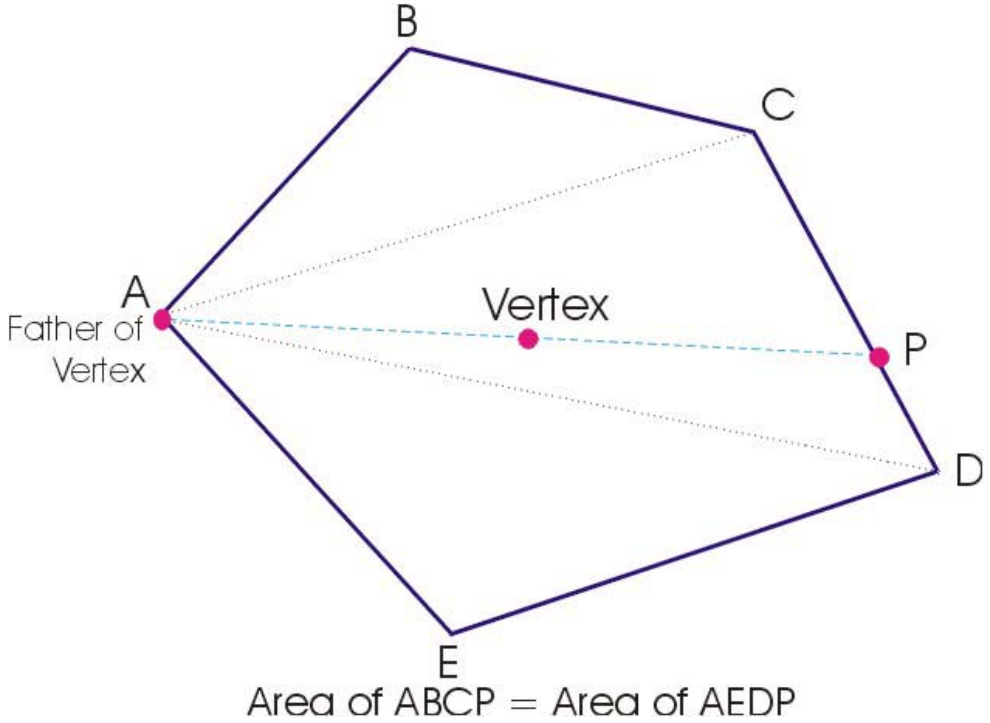 B
C
A
Father of
Vertex
Vertex
P
D
E
Area of ABCP = Area of AEDP